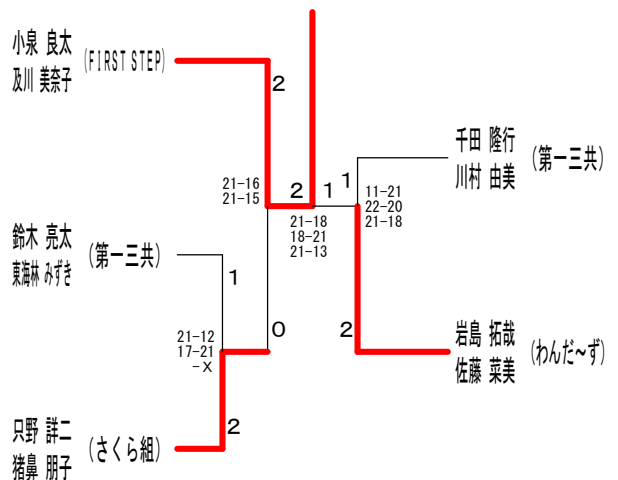 小泉 良太
及川 美奈子
(FIRST STEP)
2
21-16
21-15
2
1
1
21-18
18-21
21-13
11-21
22-20
21-18
千田 隆行
川村 由美
(第一三共)
鈴木 亮太
東海林 みずき
(第一三共)
1
0
21-12
17-21
-X
2
2
岩島 拓哉
佐藤 菜美
(わんだ～ず)
只野 詳二
猪鼻 朋子
(さくら組)